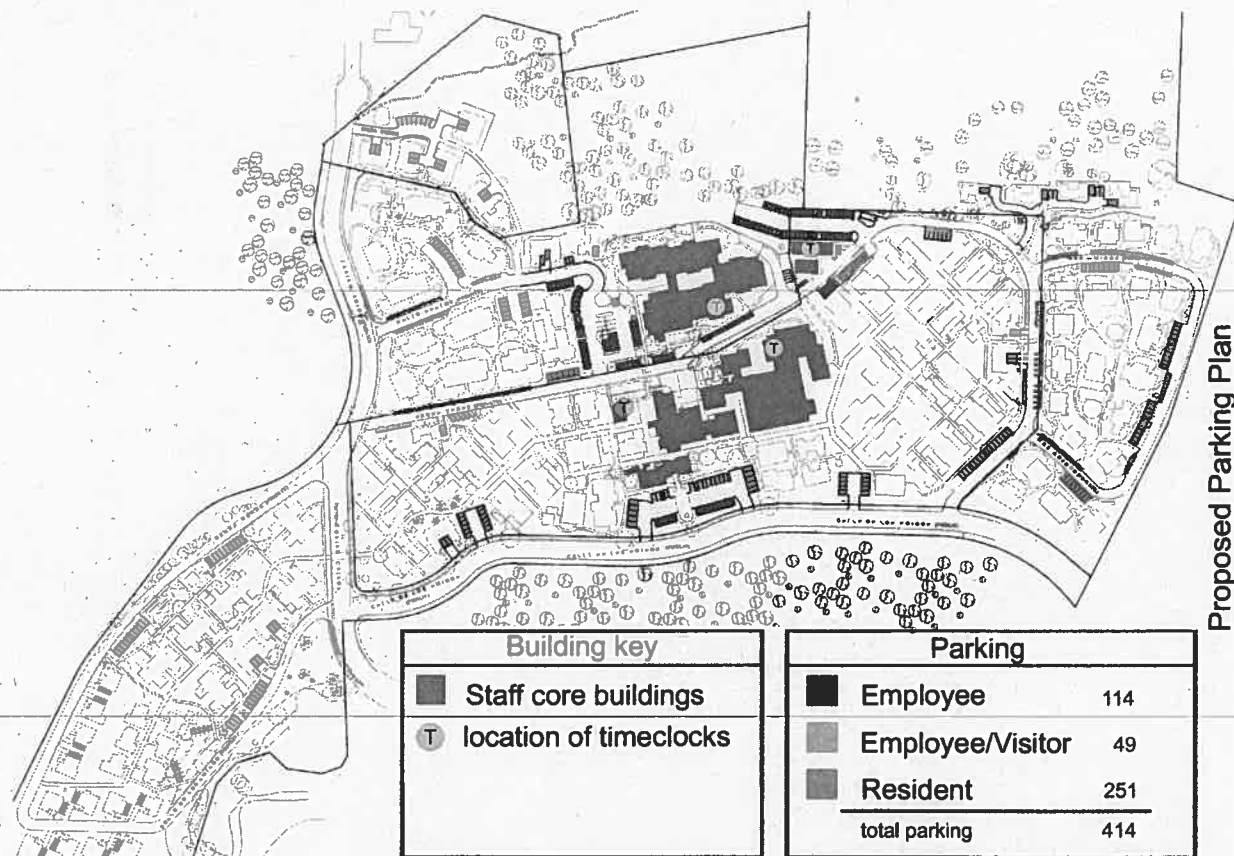 T
T
T
T
Proposed Parking Plan
Building key
Staff core buildings
T location of timeclocks
Parking
Employee 114
Employee/Visitor 49
Resident 251
total parking 414